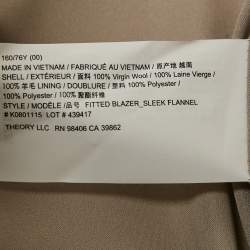 160/76Y (00)
MADE IN VIETNAM / FABRIQUÉ AU VIETNAM / 原产地 越南
SHELL / EXTÉRIEUR / 面料 100% Virgin Wool / 100% Laine Vierge /
100% 羊毛 LINING / DOUBLURE / 里料 100% Polyester /
100% Polyester / 100% 聚酯纤维
STYLE / MODÈLE /品号 FITTED BLAZER_SLEEK FLANNEL
# K0801115 LOT # 439417
THEORY LLC RN 98406 CA 39862